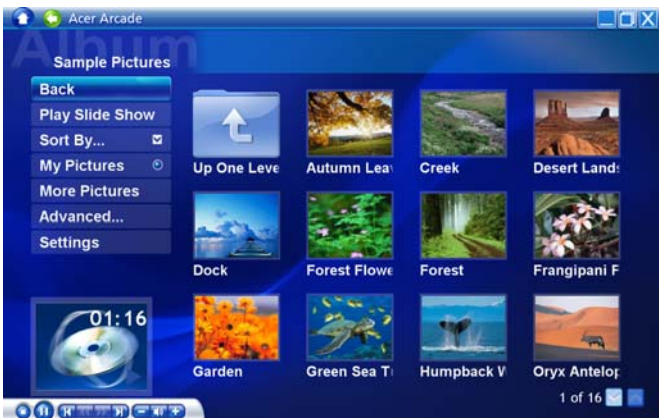 Acer Arcade
Album
Sample Pictures
Back
Play Slide Show
Sort By...
My Pictures
More Pictures
Advanced...
Settings
Up One Leve
Autumn Lea
Creek
Desert Lands
Dock
Forest Flowe
Forest
Frangipani F
Garden
Green Sea T
Humpback W
Oryx Antelop
01:16
1 of 16